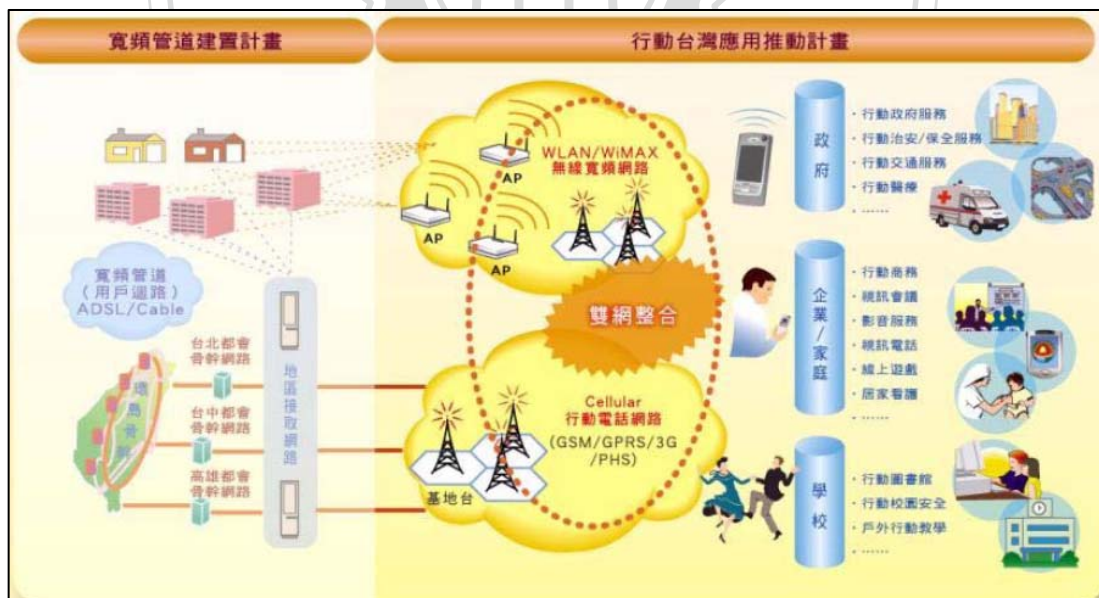 寬頻管道建置計畫
行動台灣應用推動計畫
寬頻管道
(用戶迴路)
ADSL/Cable
台北都會
骨幹網路
台中都會
骨幹網路
高雄都會
骨幹網路
環島骨幹
地區接取網路
AP
AP
AP
WLAN/WiMAX
無線寬頻網路
雙網整合
Cellular
行動電話網路
(GSM/GPRS/3G
/PHS)
基地台
政府
·行動政府服務
·行動治安/保全服務
·行動交通服務
·行動醫療
·......
企業/家庭
·行動商務
·視訊會議
·影音服務
·視訊電話
·線上遊戲
·居家看護
·......
學校
·行動圖書館
·行動校園安全
·戶外行動教學
·......